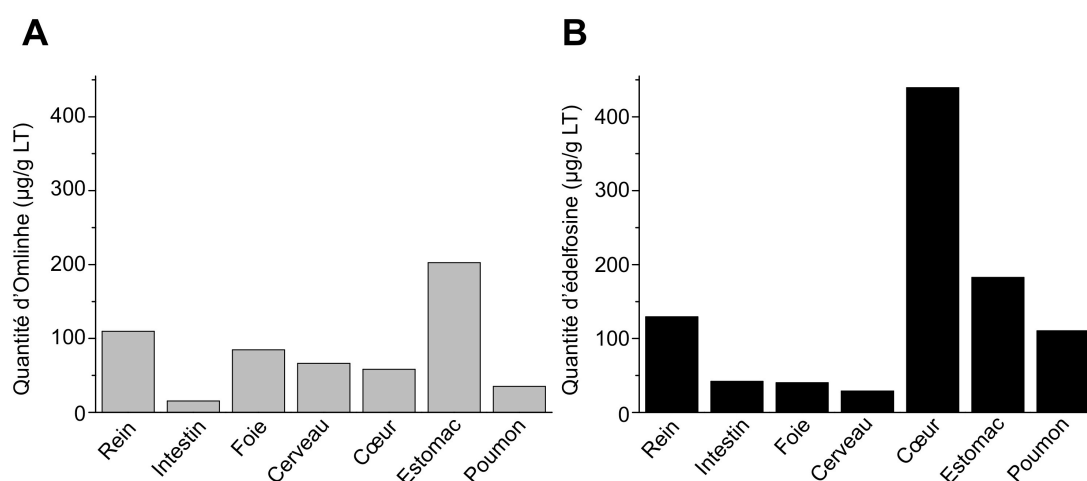 A
Quantité d'Omlinhe (µg/g LT)
400
300
200
100
0
Rein
Intestin
Foie
Cerveau
Cœur
Estomac
Poumon
B
Quantité d'édelfosine (µg/g LT)
400
300
200
100
0
Rein
Intestin
Foie
Cerveau
Cœur
Estomac
Poumon